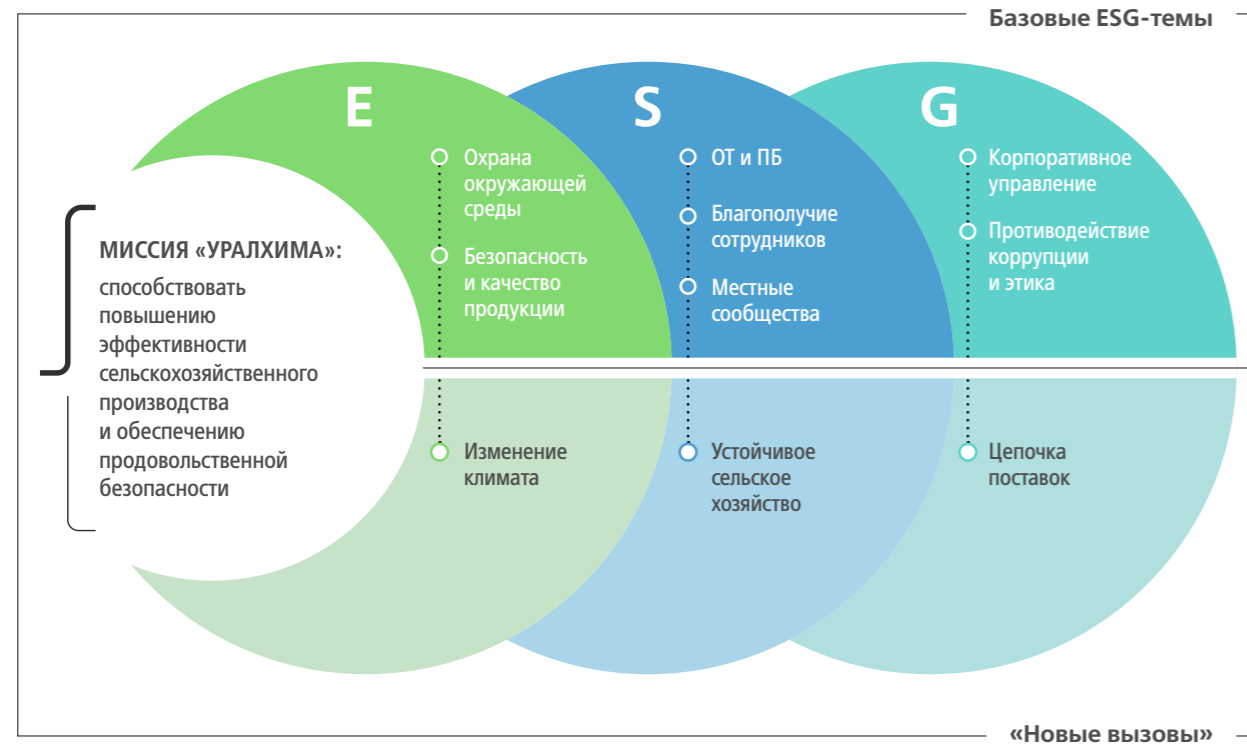 Базовые ESG-темы
E
S
G
Охрана
окружающей
среды
Безопасность
и качество
продукции
ОТ и ПБ
Благополучие
сотрудников
Местные
сообщества
Корпоративное
управление
Противодействие
коррупции
и этика
МИССИЯ «УРАЛХИМА»:
способствовать
повышению
эффективности
сельскохозяйственного
производства
и обеспечению
продовольственной
безопасности
Изменение
климата
Устойчивое
сельское
хозяйство
Цепочка
поставок
«Новые вызовы»